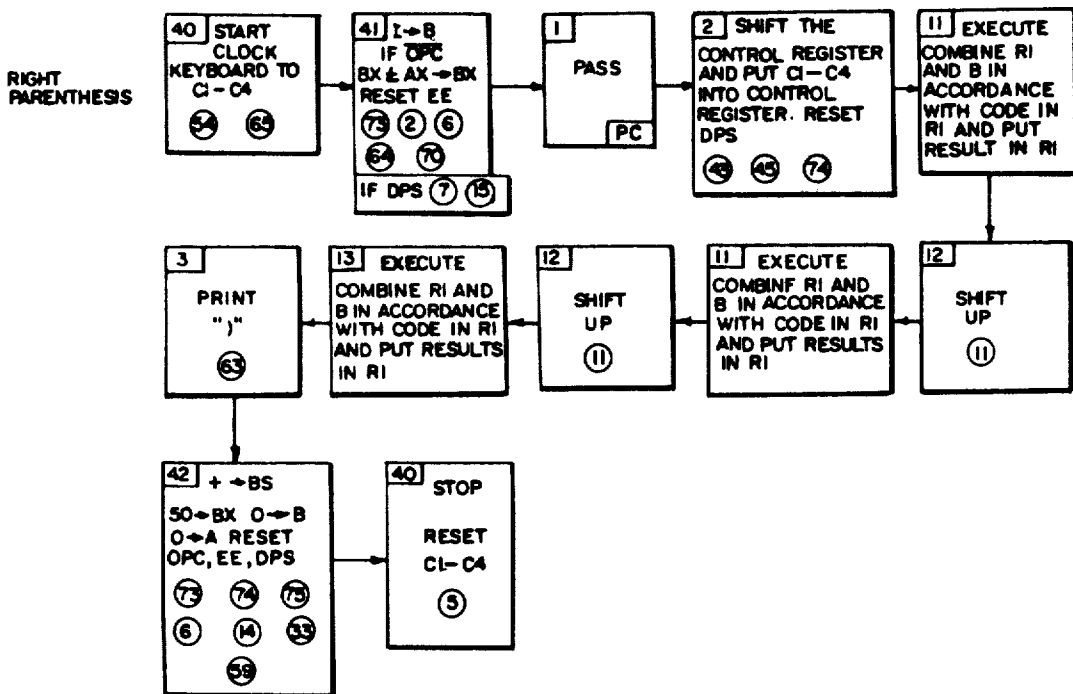 RIGHT
PARENTHESIS
40 START
CLOCK
KEYBOARD TO
C1-C4
54 65
41 I→B
IF O̅P̅C̅
BX ± AX→BX
RESET EE
73 2 6
64 70
IF DPS 7 15
1
PASS
PC
2 SHIFT THE
CONTROL REGISTER
AND PUT C1-C4
INTO CONTROL
REGISTER. RESET
DPS
43 45 74
11 EXECUTE
COMBINE R1
AND B IN
ACCORDANCE
WITH CODE IN
R1 AND PUT
RESULT IN R1
12
SHIFT
UP
11
11 EXECUTE
COMBINF R1 AND
B IN ACCORDANCE
WITH CODE IN R1
AND PUT RESULTS
IN R1
12
SHIFT
UP
11
13 EXECUTE
COMBINE R1 AND
B IN ACCORDANCE
WITH CODE IN R1
AND PUT RESULTS
IN R1
3
PRINT
")"
63
42 + →BS
50→BX 0→B
0→A RESET
OPC, EE, DPS
73 74 75
6 14 33
59
40 STOP
RESET
C1-C4
5